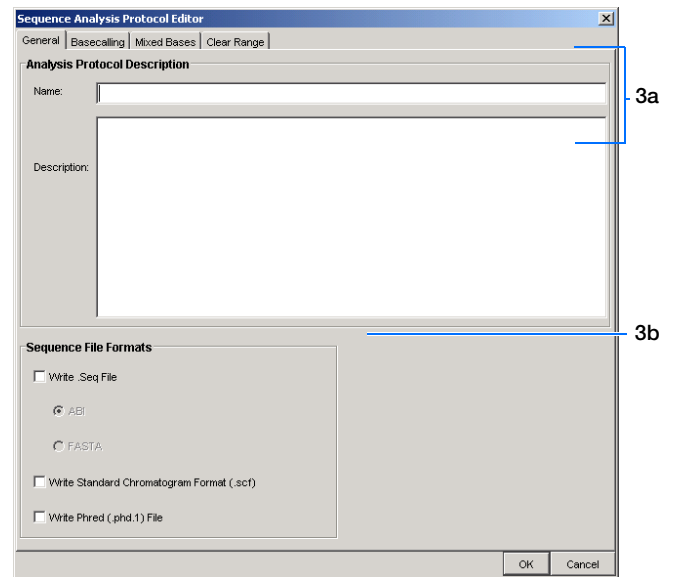 Sequence Analysis Protocol Editor
General Basecalling Mixed Bases Clear Range
Analysis Protocol Description
3a
Name:
Description:
3b
Sequence File Formats
Write .Seq File
ABI
FASTA
Write Standard Chromatogram Format (.scf)
Write Phred (.phd.1) File
OK Cancel